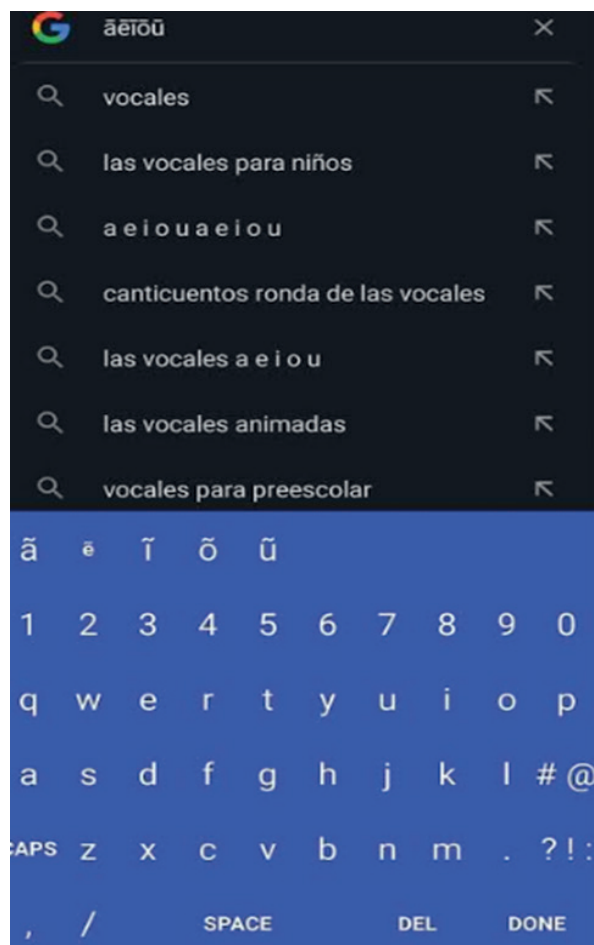 āēīōū
vocales
las vocales para niños
a e i o u a e i o u
canticuentos ronda de las vocales
las vocales a e i o u
las vocales animadas
vocales para preescolar
ã ẽ ĩ õ ũ
1 2 3 4 5 6 7 8 9 0
q w e r t y u i o p
a s d f g h j k l #@
CAPS z x c v b n m . ?!:
, / SPACE DEL DONE